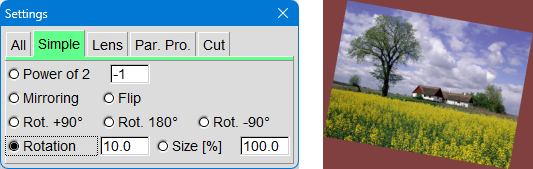 Settings
All Simple Lens Par. Pro. Cut
Power of 2 -1
Mirroring Flip
Rot. +90° Rot. 180° Rot. -90°
Rotation 10.0 Size [%] 100.0